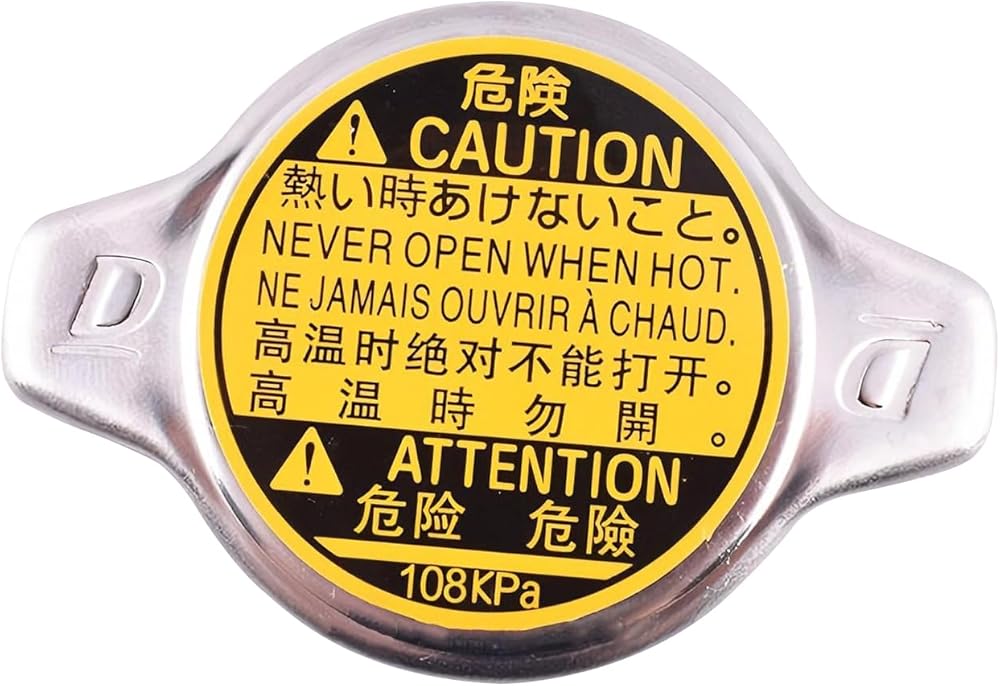 危険
CAUTION
熱い時あけないこと。
NEVER OPEN WHEN HOT.
NE JAMAIS OUVRIR À CHAUD.
高温时绝对不能打开。
高温時勿開。
ATTENTION
危险 危險
108KPa
D
D